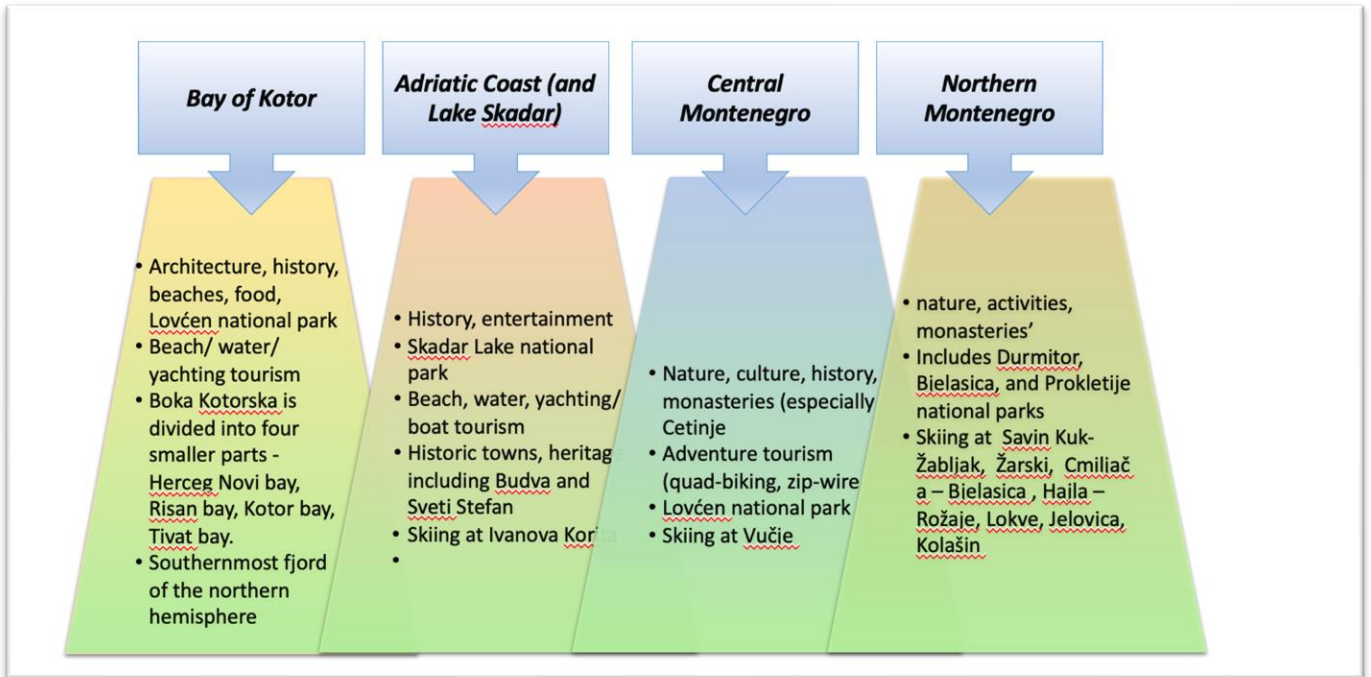 Bay of Kotor
• Architecture, history,
beaches, food,
Lovćen national park
• Beach/ water/
yachting tourism
• Boka Kotorska is
divided into four
smaller parts -
Herceg Novi bay,
Risan bay, Kotor bay,
Tivat bay.
• Southernmost fjord
of the northern
hemisphere
Adriatic Coast (and
Lake Skadar)
• History, entertainment
• Skadar Lake national
park
• Beach, water, yachting/
boat tourism
• Historic towns, heritage
including Budva and
Sveti Stefan
• Skiing at Ivanova Korita
•
Central
Montenegro
• Nature, culture, history,
monasteries (especially
Cetinje
• Adventure tourism
(quad-biking, zip-wire
• Lovćen national park
• Skiing at Vučje
Northern
Montenegro
• nature, activities,
monasteries’
• Includes Durmitor,
Bjelasica, and Prokletije
national parks
• Skiing at Savin Kuk-
Žabljak, Žarski, Cmiliač
a – Bjelasica , Hajla –
Rožaje, Lokve, Jelovica,
Kolašin